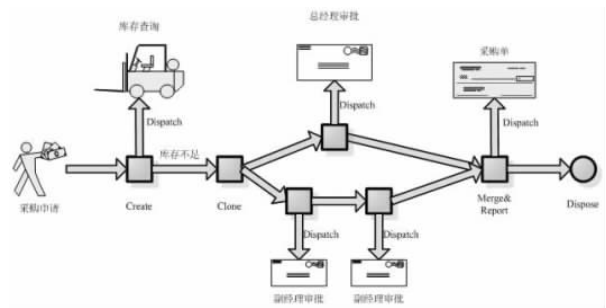 总经理审批
库存查询
采购单
Dispatch
Dispatch
Dispatch
库存不足
采购申请
Create
Clone
Merge&
Report
Dispose
Dispatch
Dispatch
副经理审批
副经理审批